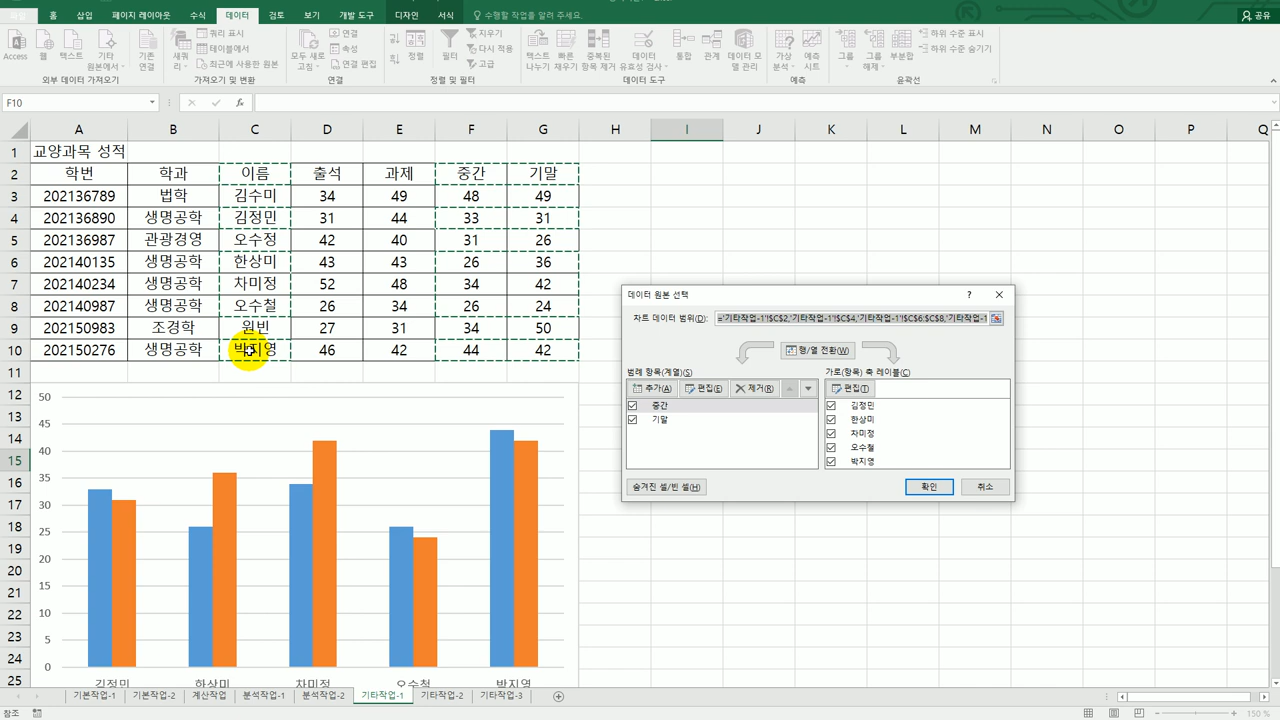 파일 홈 삽입 페이지 레이아웃 수식 데이터 검토 보기 개발 도구 디자인 서식 수행할 작업을 알려 주세요. 공유
Access 웹 텍스트 기타 원본에서 기존 연결
외부 데이터 가져오기
새 쿼리 쿼리 표시 테이블에서 최근에 사용한 원본
가져오기 및 변환
모두 새로 고침 연결 속성 연결 편집
연결
정렬 필터 지우기 다시 적용 고급
정렬 및 필터
텍스트 나누기 빠른 채우기 중복된 항목 제거 데이터 유효성 검사 통합 관계 데이터 모델 관리
데이터 도구
가상 분석 예측 시트
예측
그룹 그룹 해제 부분합 하위 수준 표시 하위 수준 숨기기
윤곽선
F10 fx
A B C D E F G H I J K L M N O P Q
1 교양과목 성적
2 학번 학과 이름 출석 과제 중간 기말
3 202136789 법학 김수미 34 49 48 49
4 202136890 생명공학 김정민 31 44 33 31
5 202136987 관광경영 오수정 42 40 31 26
6 202140135 생명공학 한상미 43 43 26 36
7 202140234 생명공학 차미정 52 48 34 42
8 202140987 생명공학 오수철 26 34 26 24
9 202150983 조경학 원빈 27 31 34 50
10 202150276 생명공학 박지영 46 42 44 42
11
12
13
14
15
16
17
18
19
20
21
22
23
24
25
50
45
40
35
30
25
20
15
10
5
0
김정민 한상미 차미정 오수철 박지영
데이터 원본 선택 ?
차트 데이터 범위(D): ='기타작업-1'!$C$2,'기타작업-1'!$C$4,'기타작업-1'!$C$6:$C$8,'기타작업-1
행/열 전환(W)
범례 항목(계열)(S)
추가(A) 편집(E) 제거(R)
중간
기말
가로(항목) 축 레이블(C)
편집(T)
김정민
한상미
차미정
오수철
박지영
숨겨진 셀/빈 셀(H) 확인 취소
기본작업-1 기본작업-2 계산작업 분석작업-1 분석작업-2 기타작업-1 기타작업-2 기타작업-3
참조 150 %